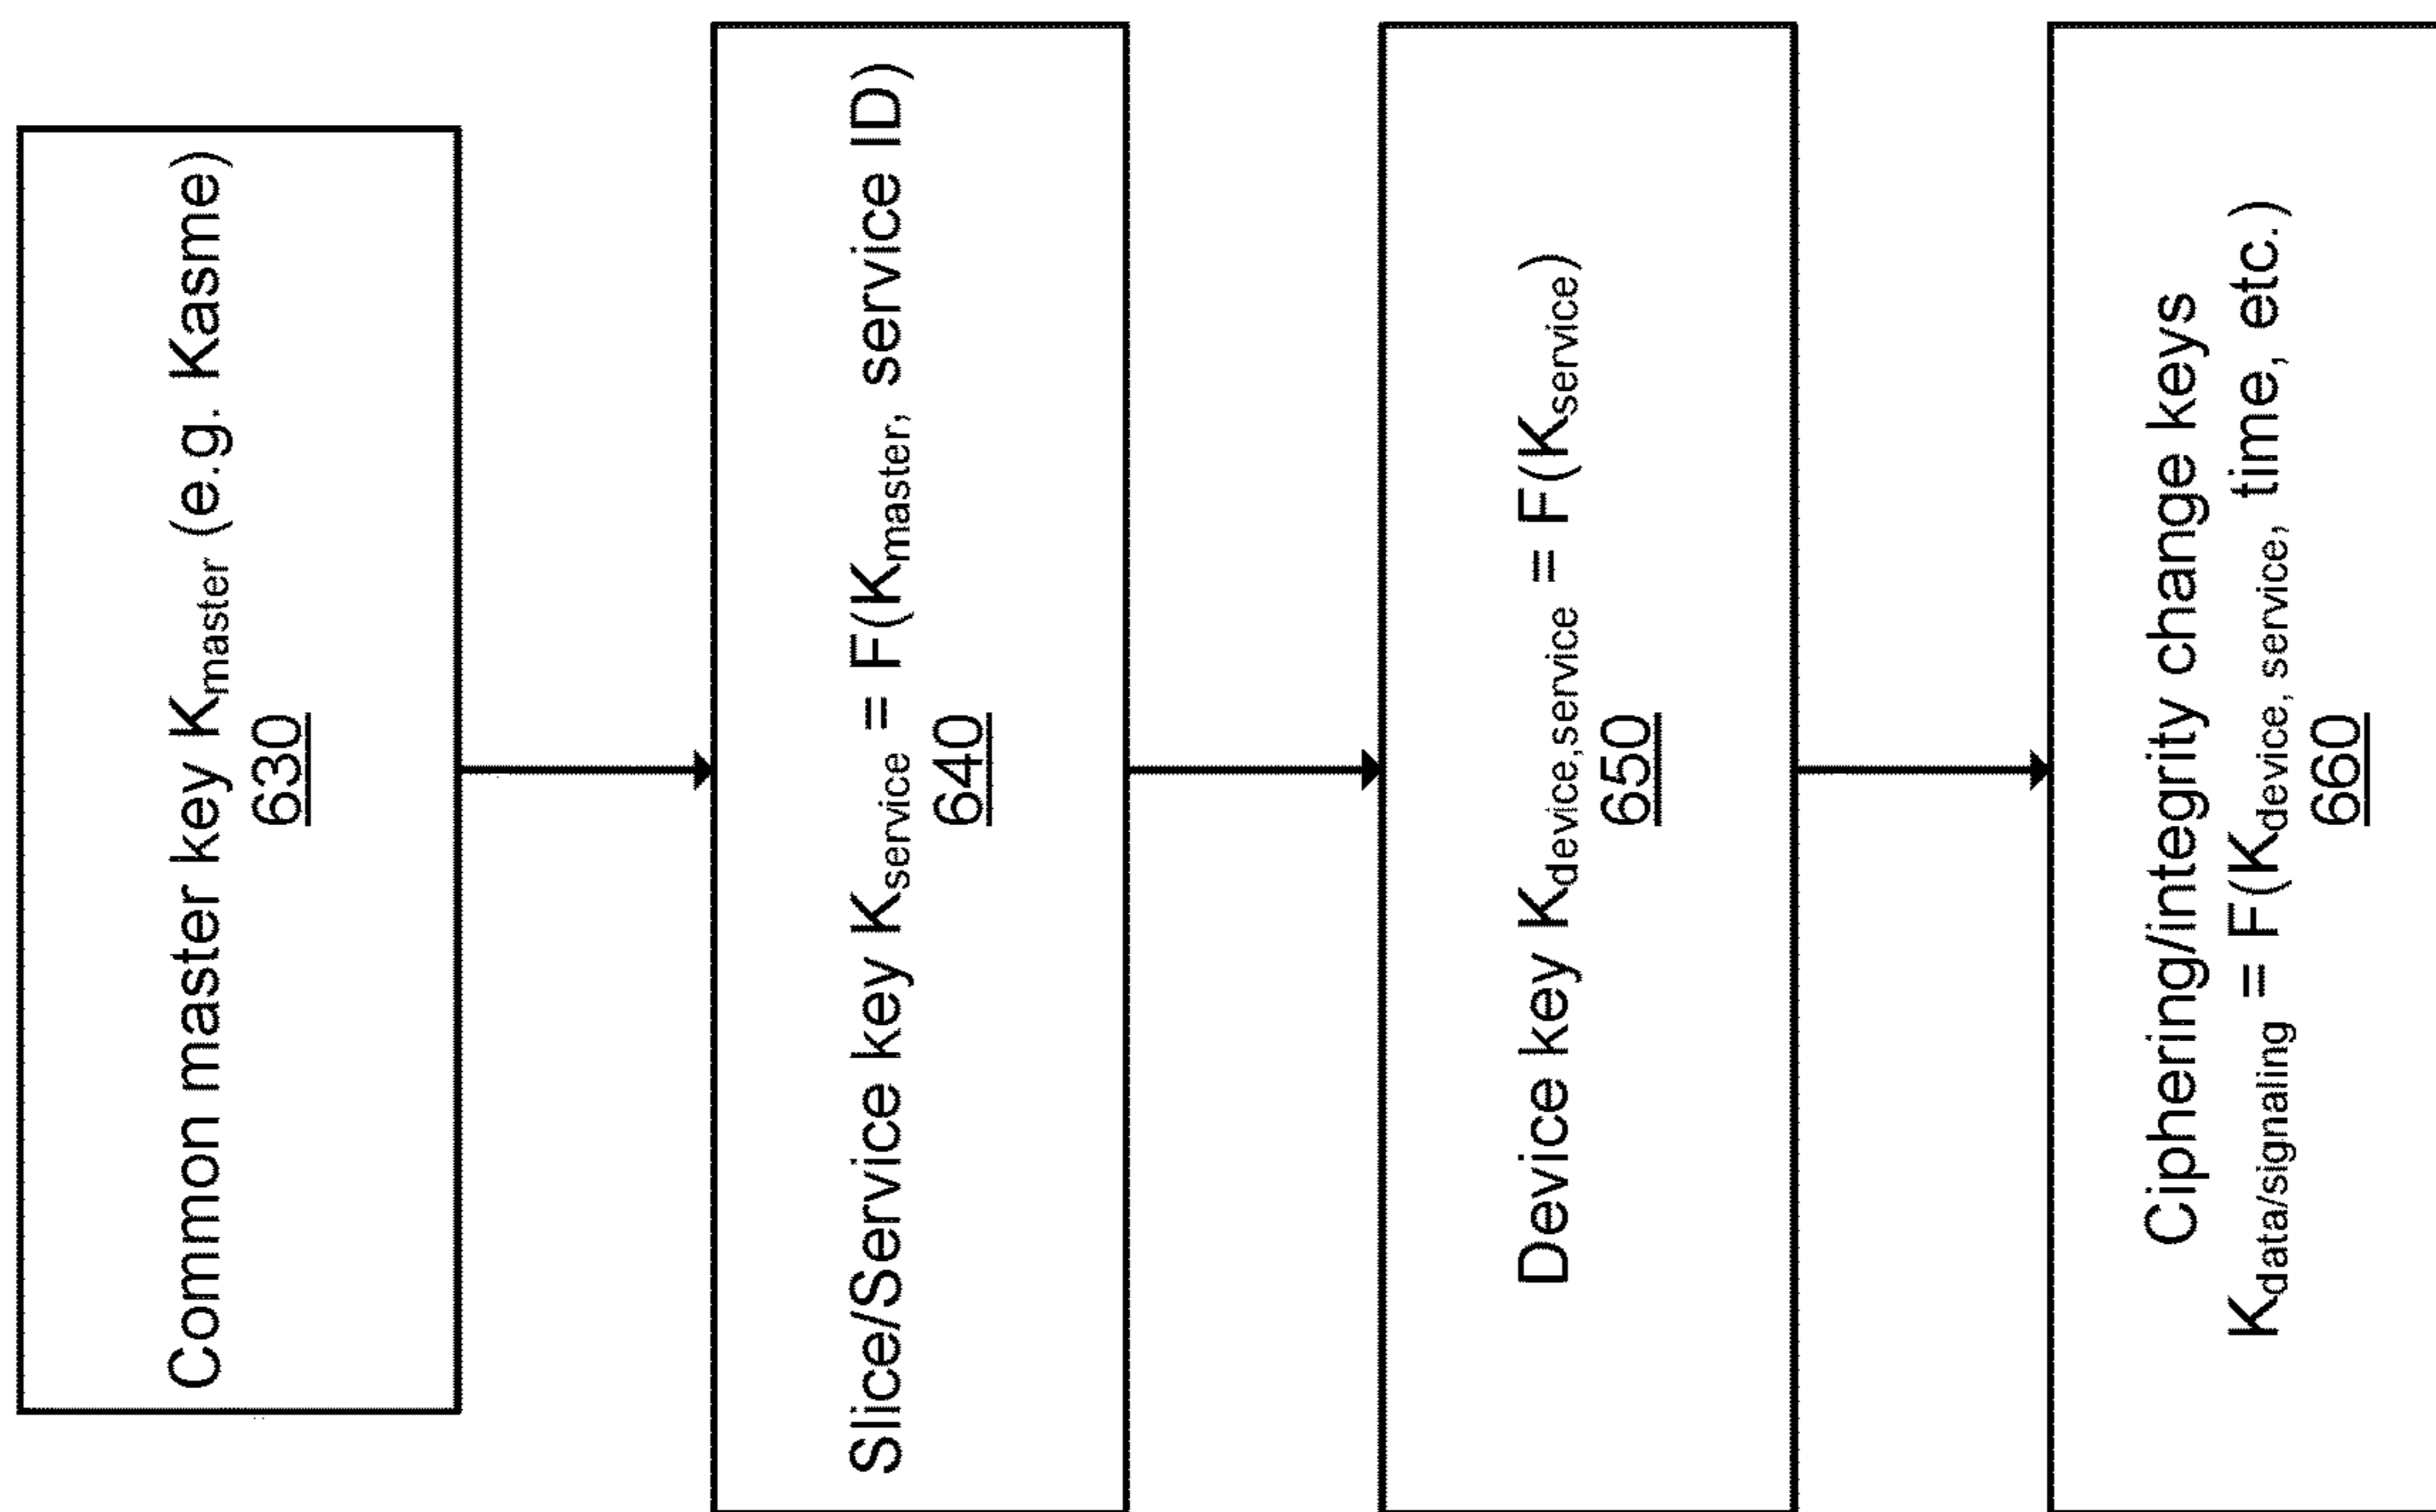 Common master key Kmaster (e.g. Kasme)
630
Slice/Service key Kservice = F(Kmaster, service ID)
640
Device key Kdevice,service = F(Kservice)
650
Ciphering/integrity change keys
Kdata/signaling = F(Kdevice, service, time, etc.)
660